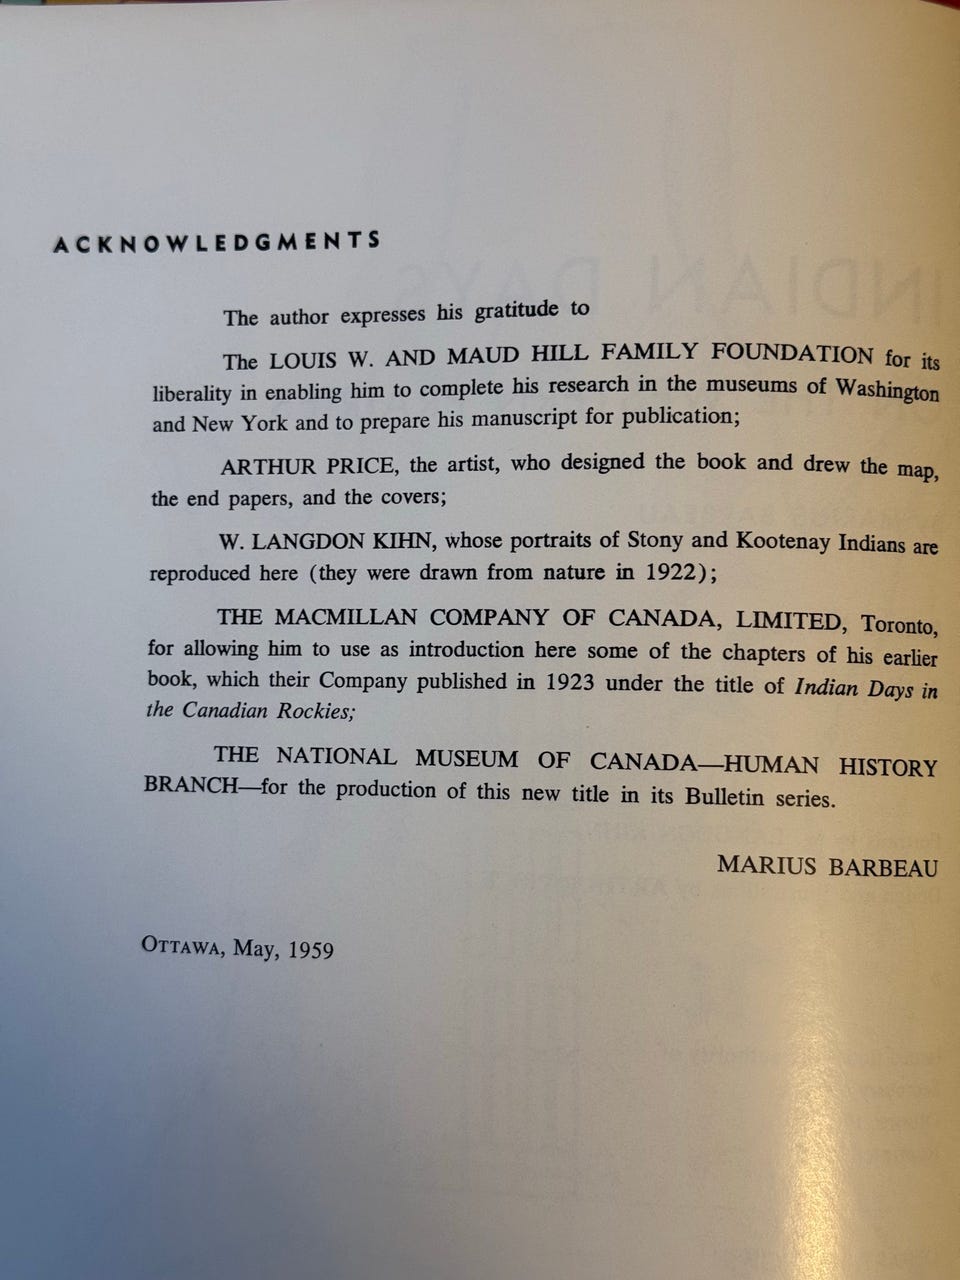 ACKNOWLEDGMENTS
The author expresses his gratitude to
The LOUIS W. AND MAUD HILL FAMILY FOUNDATION for its
liberality in enabling him to complete his research in the museums of Washington
and New York and to prepare his manuscript for publication;
ARTHUR PRICE, the artist, who designed the book and drew the map,
the end papers, and the covers;
W. LANGDON KIHN, whose portraits of Stony and Kootenay Indians are
reproduced here (they were drawn from nature in 1922);
THE MACMILLAN COMPANY OF CANADA, LIMITED, Toronto,
for allowing him to use as introduction here some of the chapters of his earlier
book, which their Company published in 1923 under the title of Indian Days in
the Canadian Rockies;
THE NATIONAL MUSEUM OF CANADA—HUMAN HISTORY
BRANCH—for the production of this new title in its Bulletin series.
MARIUS BARBEAU
OTTAWA, May, 1959
INDIAN DAYS